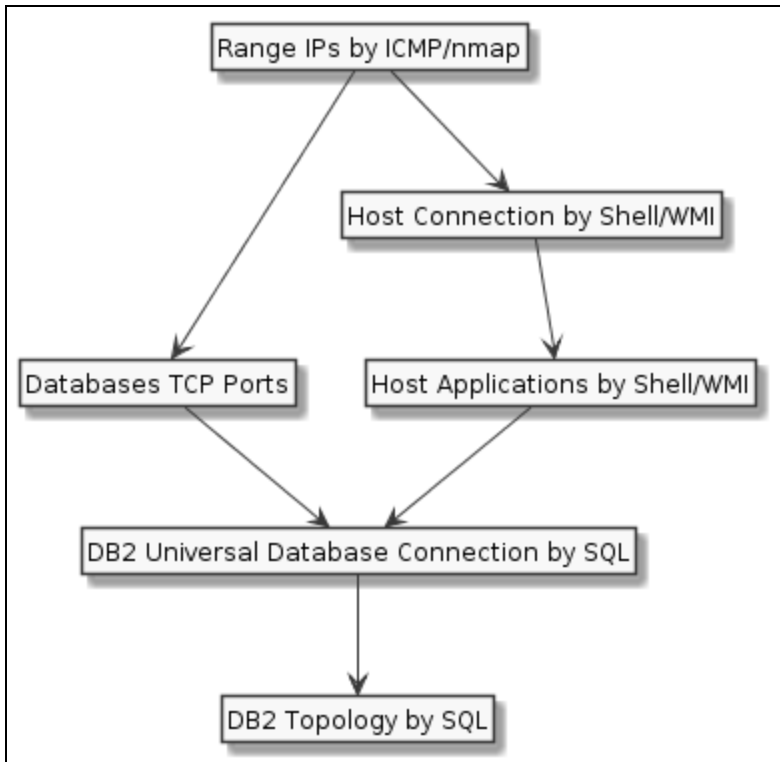 Range IPs by ICMP/nmap
Host Connection by Shell/WMI
Databases TCP Ports
Host Applications by Shell/WMI
DB2 Universal Database Connection by SQL
DB2 Topology by SQL